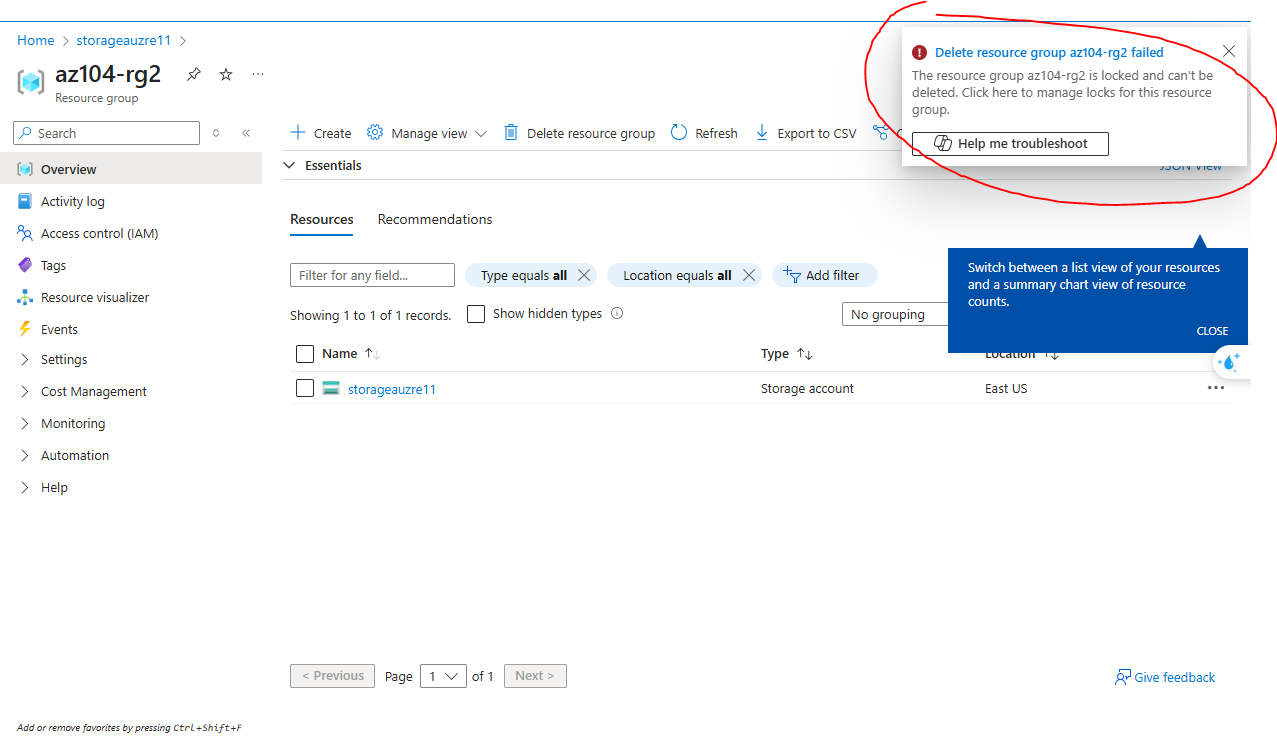 Home > storageauzre11 >
az104-rg2
Resource group
Search
Overview
Activity log
Access control (IAM)
Tags
Resource visualizer
Events
Settings
Cost Management
Monitoring
Automation
Help
Create Manage view Delete resource group Refresh Export to CSV
Essentials
JSON View
Delete resource group az104-rg2 failed
The resource group az104-rg2 is locked and can't be
deleted. Click here to manage locks for this resource
group.
Help me troubleshoot
Resources Recommendations
Filter for any field... Type equals all Location equals all Add filter
Showing 1 to 1 of 1 records. Show hidden types No grouping
Switch between a list view of your resources
and a summary chart view of resource
counts.
CLOSE
Name Type Location
storageauzre11 Storage account East US
< Previous Page 1 of 1 Next >
Give feedback
Add or remove favorites by pressing Ctrl+Shift+F